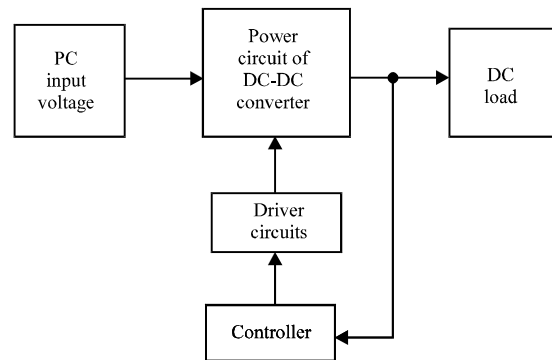 PC
input
voltage
Power
circuit of
DC-DC
converter
DC
load
Driver
circuits
Controller